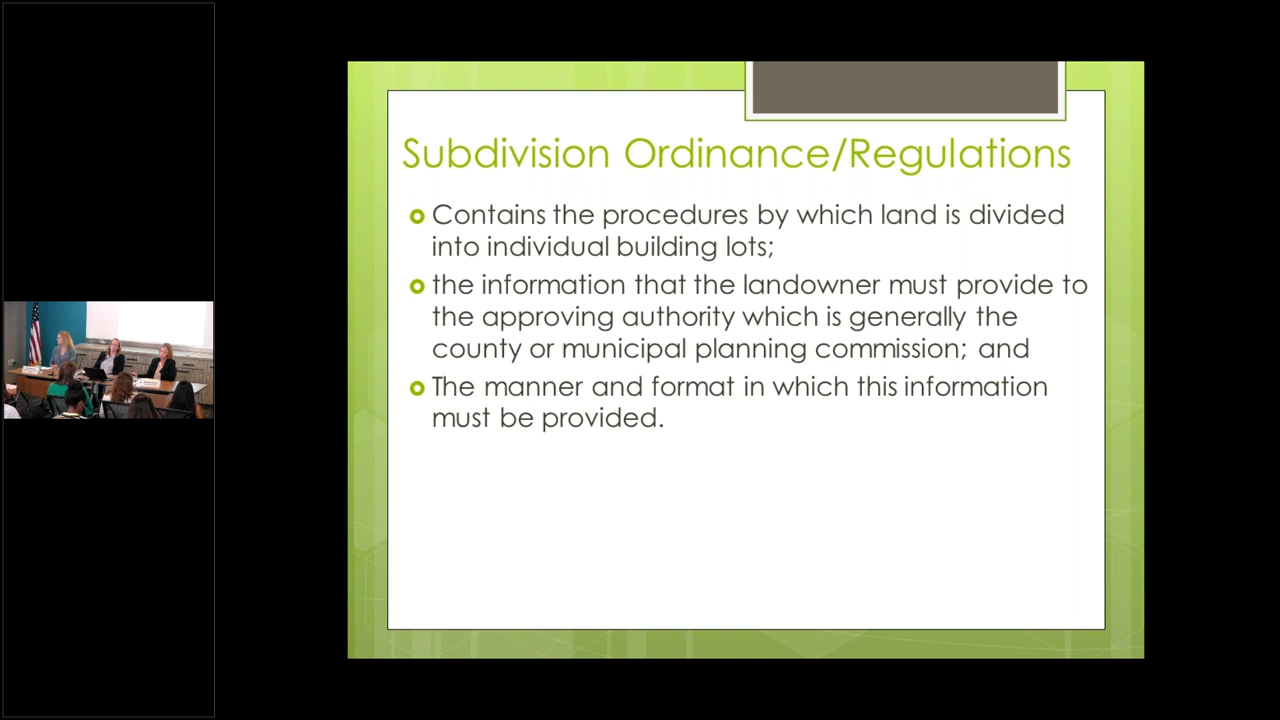 Subdivision Ordinance/Regulations
Contains the procedures by which land is divided
into individual building lots;
the information that the landowner must provide to
the approving authority which is generally the
county or municipal planning commission; and
The manner and format in which this information
must be provided.